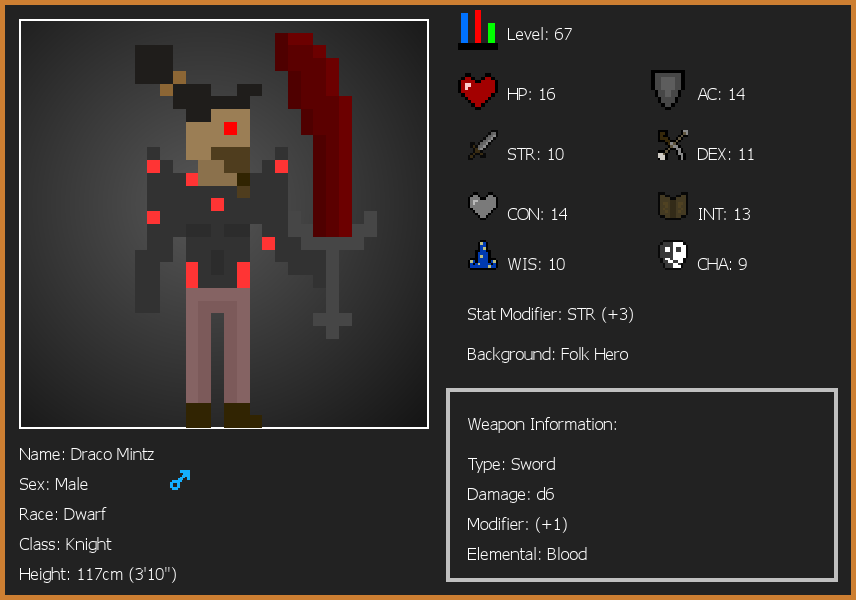 Level: 67
HP: 16
AC: 14
STR: 10
DEX: 11
CON: 14
INT: 13
WIS: 10
CHA: 9
Stat Modifier: STR (+3)
Background: Folk Hero
Weapon Information:
Type: Sword
Damage: d6
Modifier: (+1)
Elemental: Blood
Name: Draco Mintz
Sex: Male
Race: Dwarf
Class: Knight
Height: 117cm (3'10")